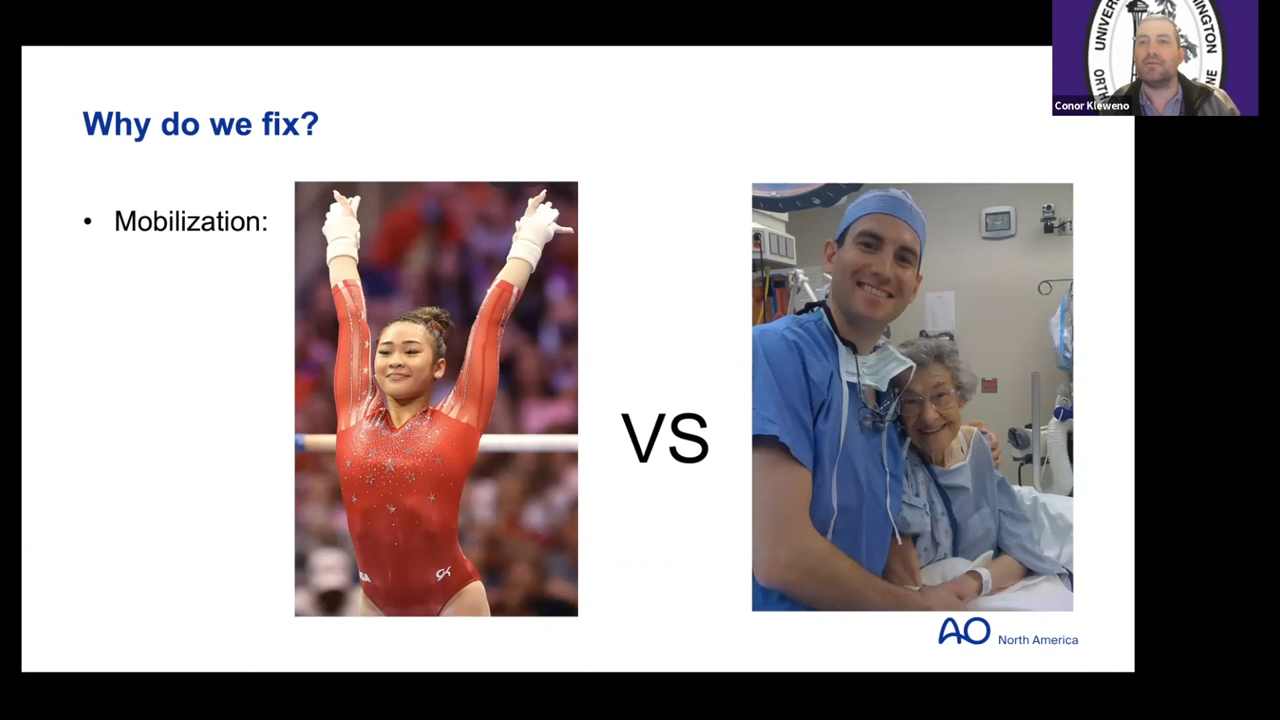 Why do we fix?
• Mobilization:
VS
AO North America
Conor Kleweno